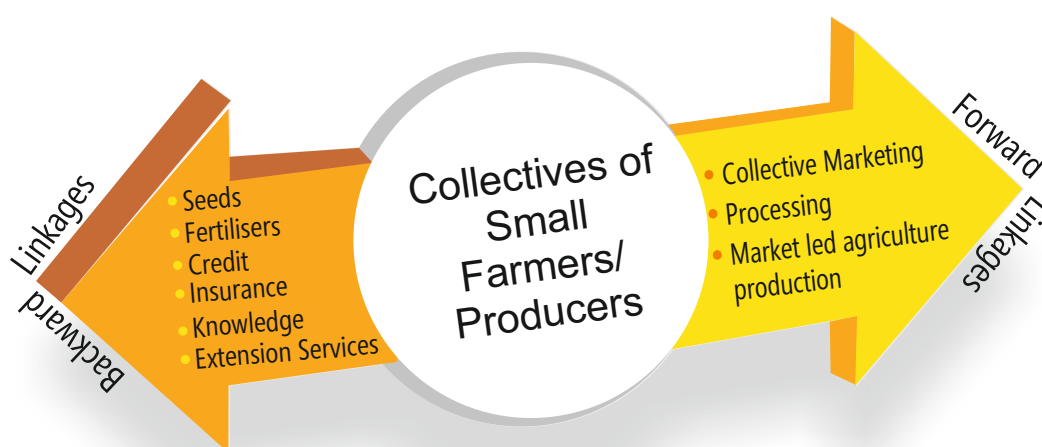 Linkages
Backward
Seeds
Fertilisers
Credit
Insurance
Knowledge
Extension Services
Collectives of
Small
Farmers/
Producers
Collective Marketing
Processing
Market led agriculture
production
Forward
Linkages